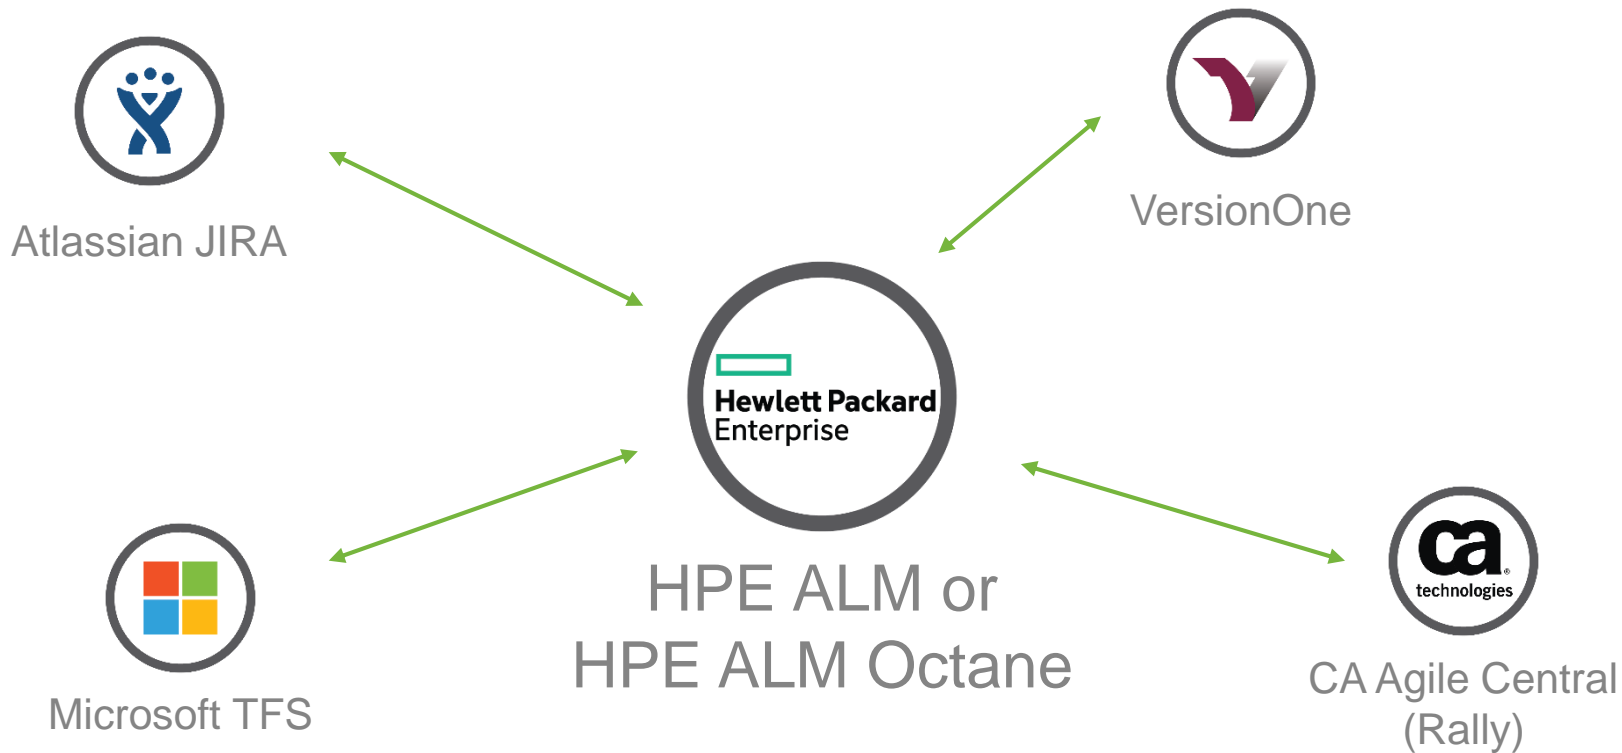 Atlassian JIRA
VersionOne
Hewlett Packard
Enterprise
HPE ALM or
HPE ALM Octane
Microsoft TFS
ca
technologies
CA Agile Central
(Rally)